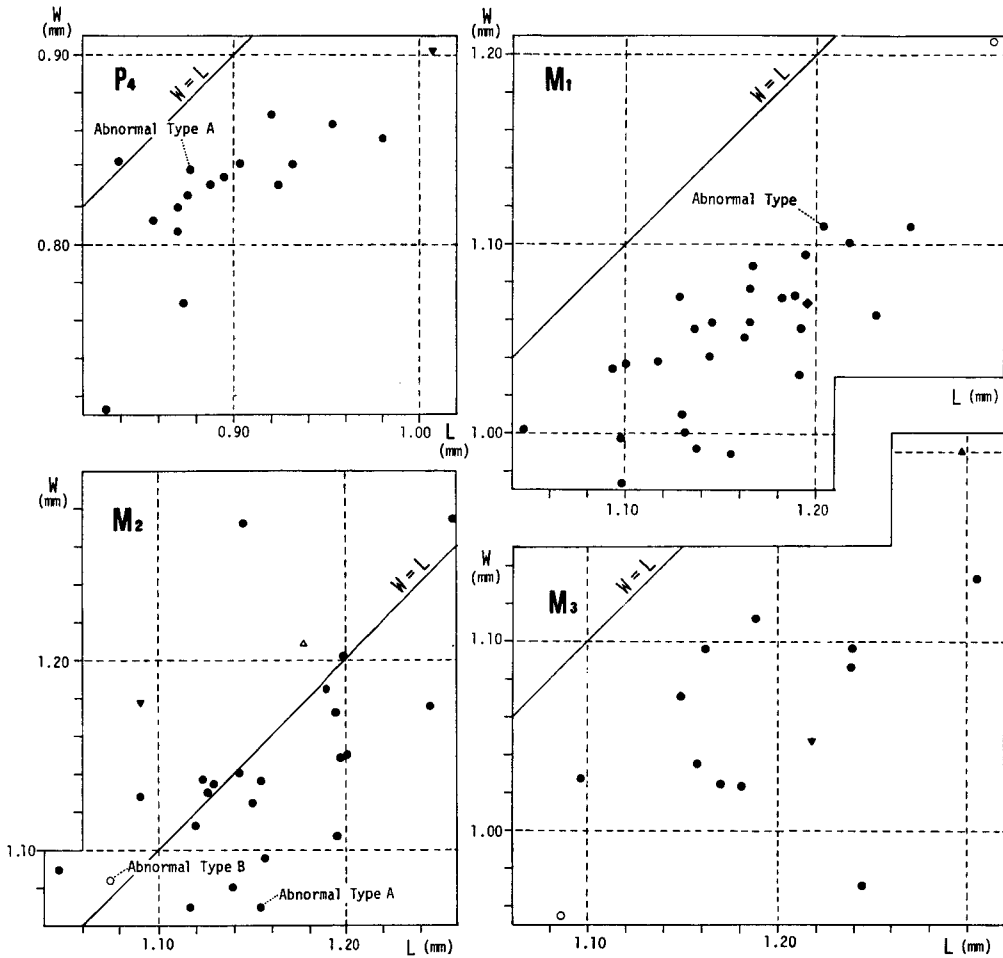 W
(mm)
0.90
P4
W = L
Abnormal Type A
0.80
0.90
1.00
L
(mm)
W
(mm)
1.20
M1
W = L
Abnormal Type
1.10
1.00
L (mm)
1.10
1.20
W
(mm)
M2
W = L
1.20
1.10
Abnormal Type B
Abnormal Type A
1.10
1.20
L (mm)
W
(mm)
W = L
M3
1.10
1.00
1.10
1.20
L (mm)